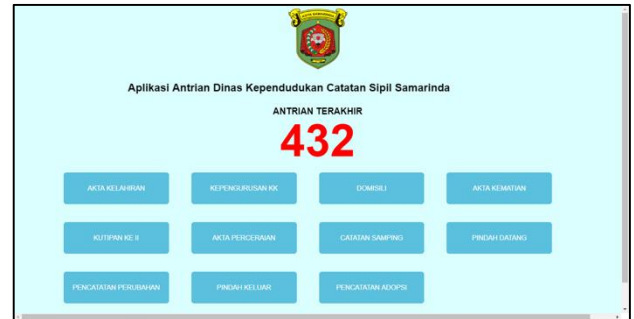 Aplikasi Antrian Dinas Kependudukan Catatan Sipil Samarinda
ANTRIAN TERAKHIR
432
AKTA KELAHIRAN KEPENGURUSAN KK DOMISILI AKTA KEMATIAN
KUTIPAN KE II AKTA PERCERAIAN CATATAN SAMPING PINDAH DATANG
PENCATATAN PERUBAHAN PINDAH KELUAR PENCATATAN ADOPSI